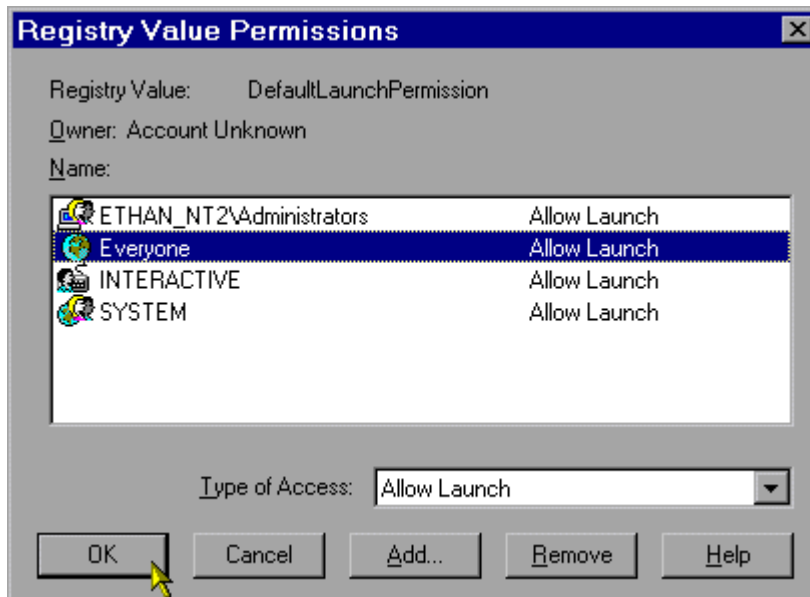 Registry Value Permissions
Registry Value: DefaultLaunchPermission
Owner: Account Unknown
Name:
ETHAN_NT2\Administrators Allow Launch
Everyone Allow Launch
INTERACTIVE Allow Launch
SYSTEM Allow Launch
Type of Access: Allow Launch
OK Cancel Add... Remove Help